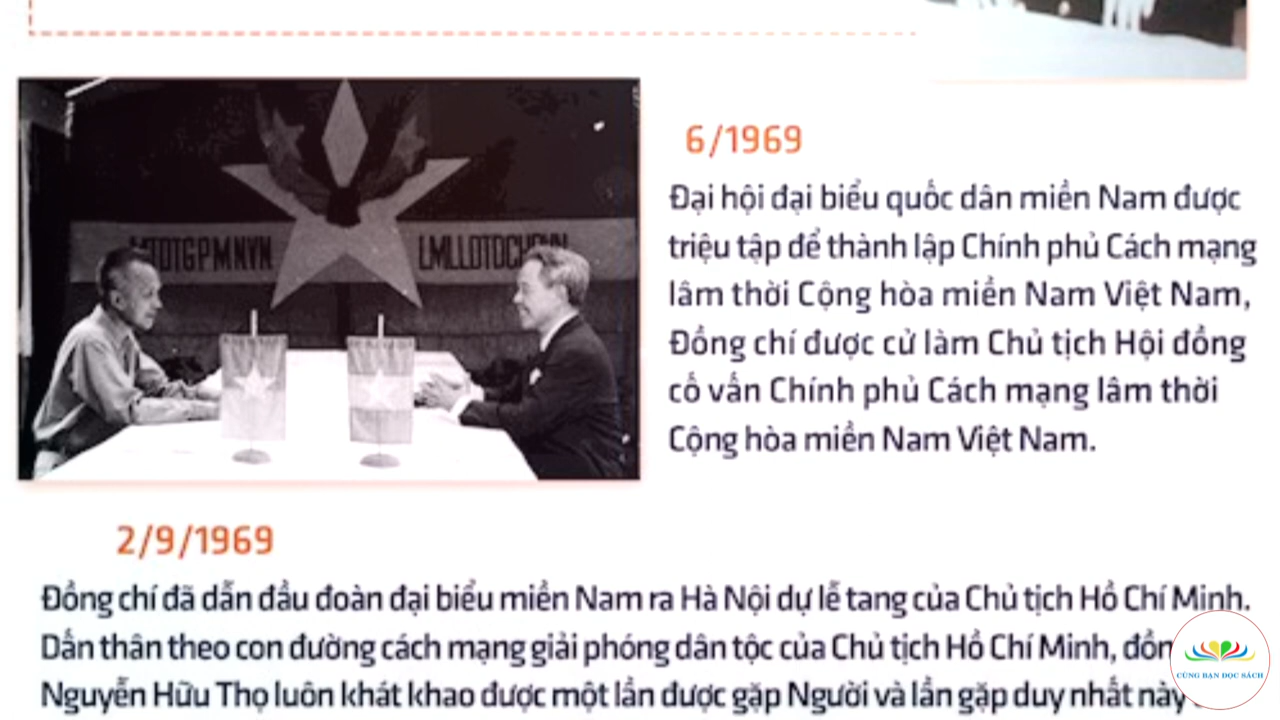 MTDTGPMNVN
6/1969
Đại hội đại biểu quốc dân miền Nam được
triệu tập để thành lập Chính phủ Cách mạng
lâm thời Cộng hòa miền Nam Việt Nam,
Đồng chí được cử làm Chủ tịch Hội đồng
cố vấn Chính phủ Cách mạng lâm thời
Cộng hòa miền Nam Việt Nam.
2/9/1969
Đồng chí đã dẫn đầu đoàn đại biểu miền Nam ra Hà Nội dự lễ tang của Chủ tịch Hồ Chí Minh.
Dấn thân theo con đường cách mạng giải phóng dân tộc của Chủ tịch Hồ Chí Minh,
Nguyễn Hữu Thọ luôn khát khao được một lần được gặp Người và lần gặp duy nhất này
CÙNG BẠN ĐỌC SÁCH